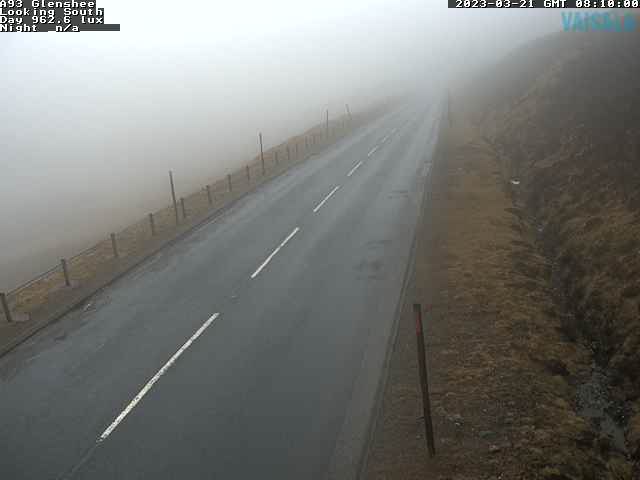 A93 Glenshee
Looking South
Day 962.6 lux
Night n/a
2023-03-21 GMT 08:10:00
VAISALA